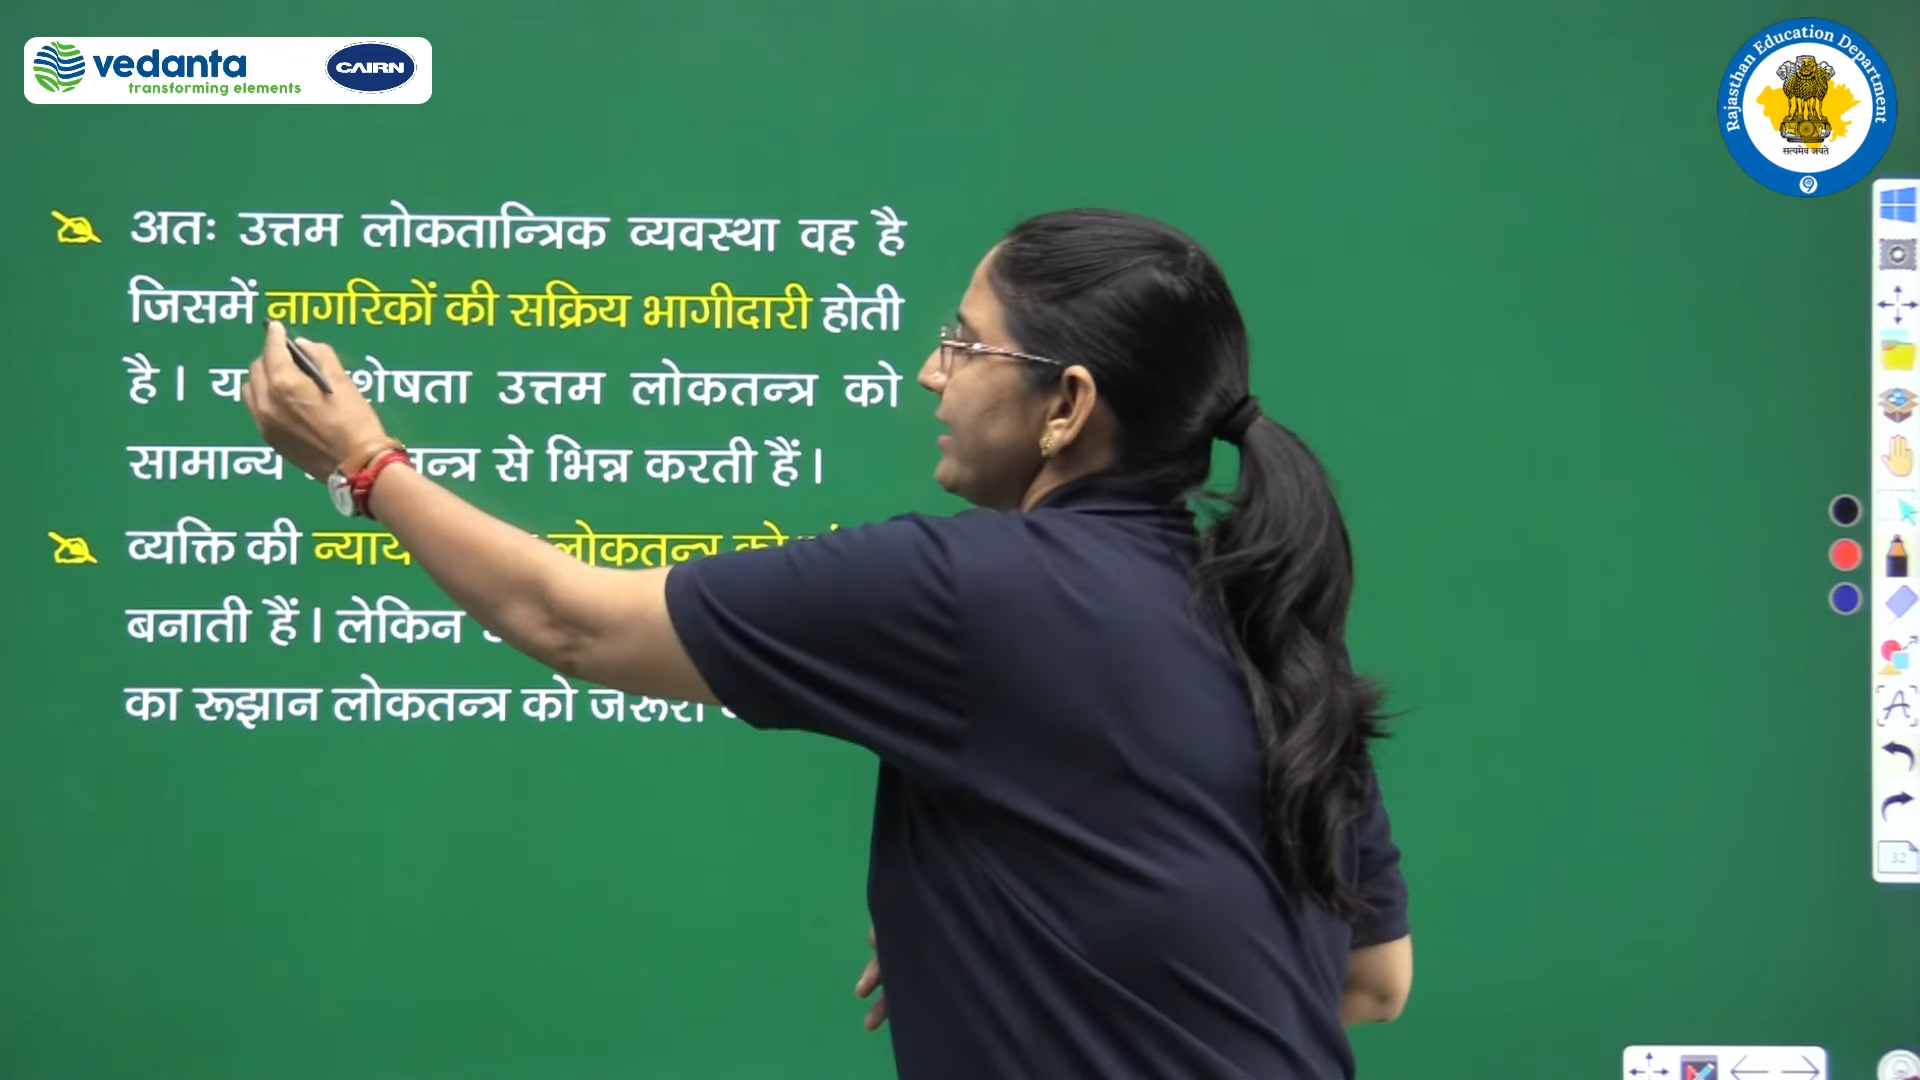 vedanta
transforming elements
CAIRN
Rajasthan Education Department
सत्यमेव जयते
अतः उत्तम लोकतान्त्रिक व्यवस्था वह है
जिसमें नागरिकों की सक्रिय भागीदारी होती
है। उत्तम लोकतन्त्र को
सामान्य से भिन्न करती हैं।
व्यक्ति की लोकतन्त्र को
बनाती हैं। लेकिन
का रूझान लोकतन्त्र को
32